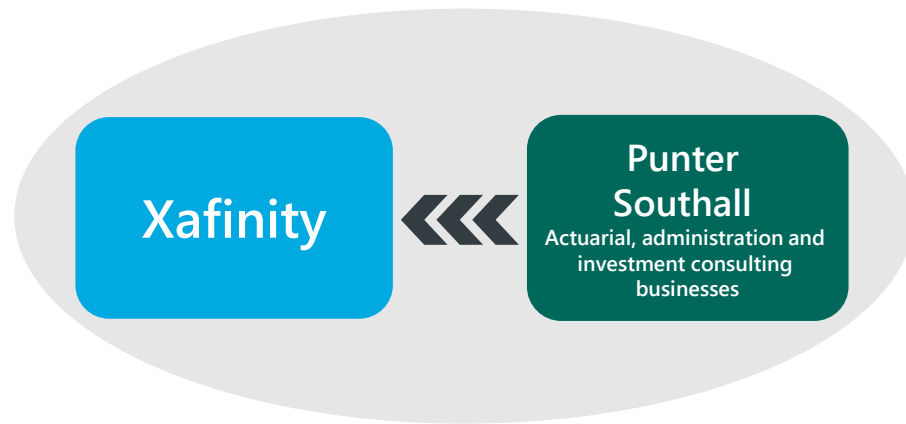 Xafinity
Punter
Southall
Actuarial, administration and
investment consulting
businesses